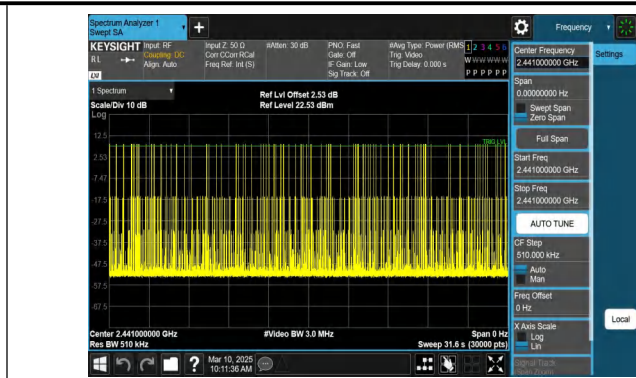 Spectrum Analyzer 1
Swept SA
Frequency
KEYSIGHT
Input: RF
Input Z: 50 Ω
#Atten: 30 dB
PNO: Fast
#Avg Type: Power (RMS
1 2 3 4 5 6
RL
Coupling: DC
Corr CCorr RCal
Gate: Off
Trig: Video
Align: Auto
Freq Ref: Int (S)
IF Gain: Low
Trig Delay: 0.000 s
W W W W W W
Sig Track: Off
P P P P P P
LXI
Center Frequency
2.441000000 GHz
Settings
1 Spectrum
Ref Lvl Offset 2.53 dB
Scale/Div 10 dB
Ref Level 22.53 dBm
Log
Span
0.00000000 Hz
Swept Span
Zero Span
12.5
TRIG LVL
2.53
-7.47
-17.5
-27.5
-37.5
-47.5
-57.5
-67.5
Full Span
Start Freq
2.441000000 GHz
Stop Freq
2.441000000 GHz
AUTO TUNE
CF Step
510.000 kHz
Auto
Man
Freq Offset
0 Hz
Local
X Axis Scale
Log
Lin
Center 2.441000000 GHz
#Video BW 3.0 MHz
Span 0 Hz
Res BW 510 kHz
Sweep 31.6 s (30000 pts)
Signal Track
(Span Zoom)
?
Mar 10, 2025
10:11:36 AM